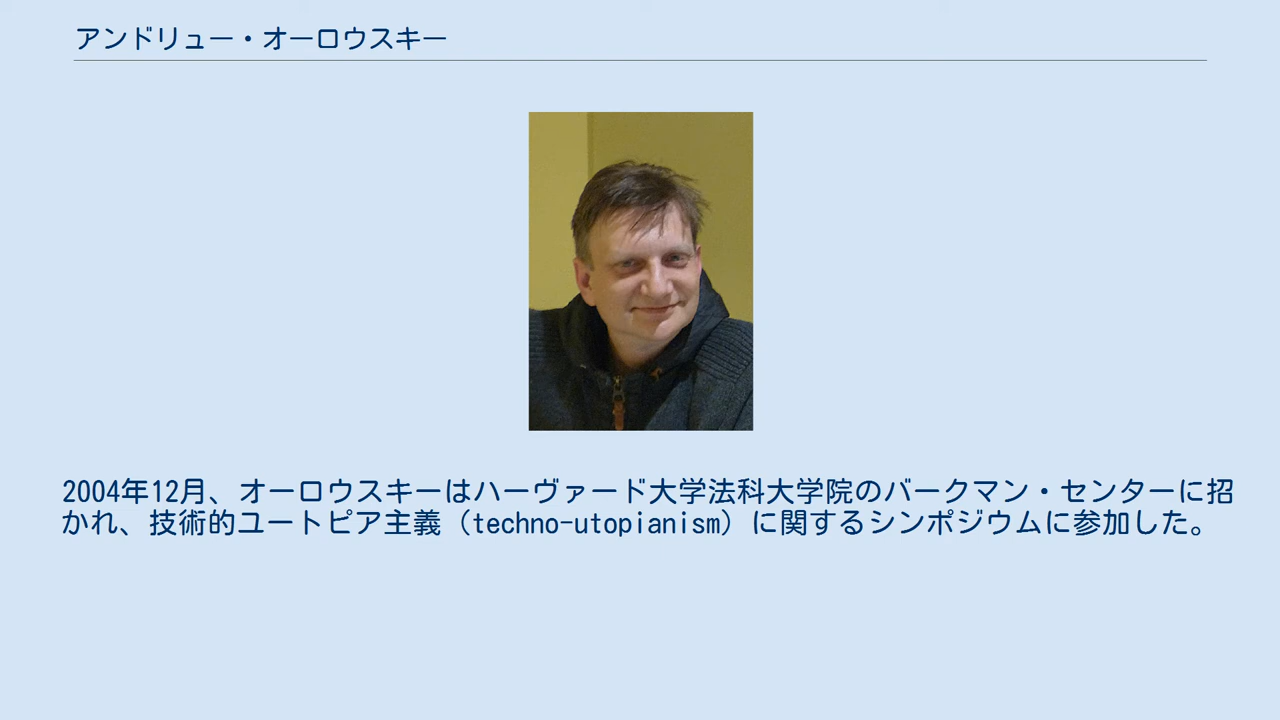 アンドリュー・オーロウスキー
2004年12月、オーロウスキーはハーヴァード大学法科大学院のバークマン・センターに招
かれ、技術的ユートピア主義（techno-utopianism）に関するシンポジウムに参加した。